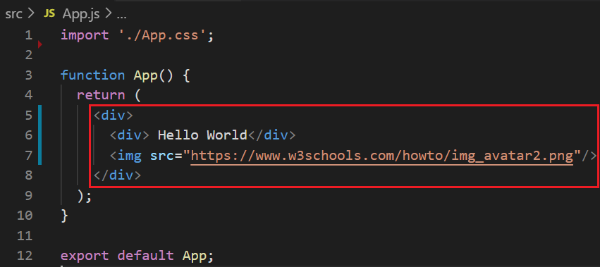 src > JS App.js > ...
1 import './App.css';
2
3 function App() {
4 return (
5 <div>
6 <div> Hello World</div>
7 <img src="https://www.w3schools.com/howto/img_avatar2.png"/>
8 </div>
9 );
10 }
11
12 export default App;